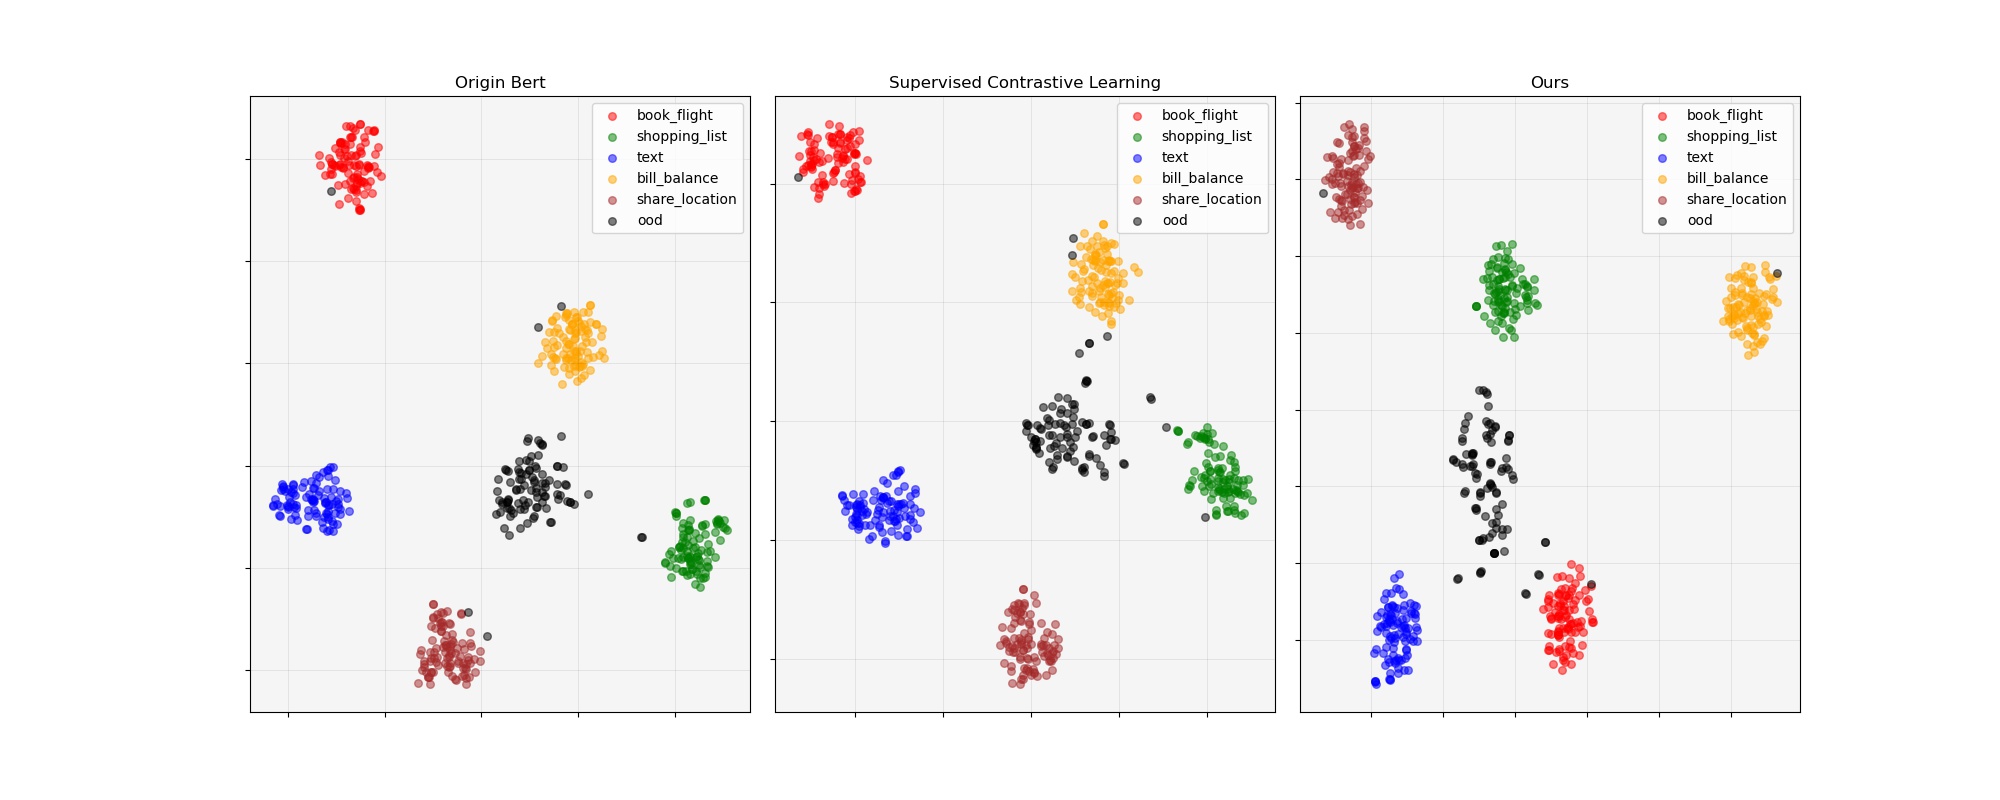 Origin Bert
book_flight
shopping_list
text
bill_balance
share_location
ood
Supervised Contrastive Learning
book_flight
shopping_list
text
bill_balance
share_location
ood
Ours
book_flight
shopping_list
text
bill_balance
share_location
ood